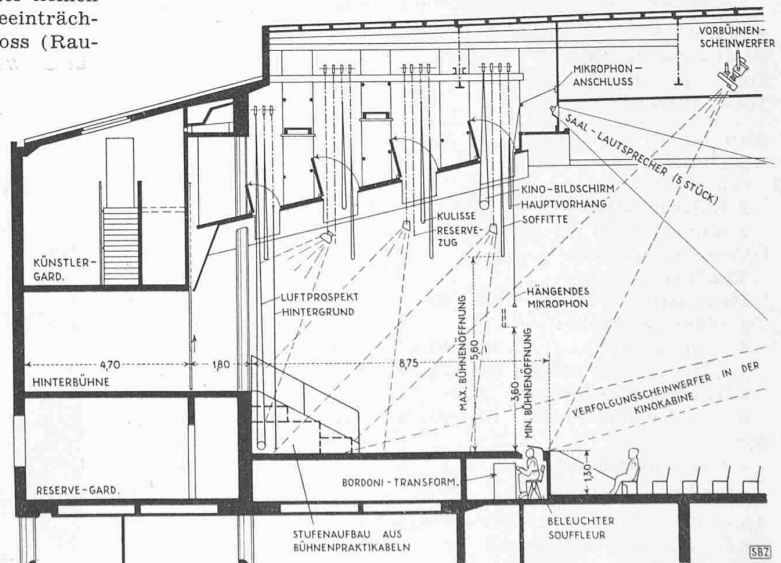 eeinträch-
oss (Rau-
VORBÜHNEN-
SCHEINWERFER
MIKROPHON-
ANSCHLUSS
SAAL-LAUTSPRECHER (5 STÜCK)
KINO-BILDSCHIRM
HAUPTVORHANG
SOFFITTE
KULISSE
RESERVE-
ZUG
KÜNSTLER-
GARD.
LUFTPROSPEKT
HINTERGRUND
HÄNGENDES
MIKROPHON
MAX. BÜHNENÖFFNUNG
5,60
3,60
MIN. BÜHNENÖFFNUNG
4,70
1,80
8,75
HINTERBÜHNE
VERFOLGUNGSCHEINWERFER IN DER
KINOKABINE
1,30
RESERVE-GARD.
BORDONI-TRANSFORM.
STUFENAUFBAU AUS
BÜHNENPRAKTIKABELN
BELEUCHTER
SOUFFLEUR
SBZ